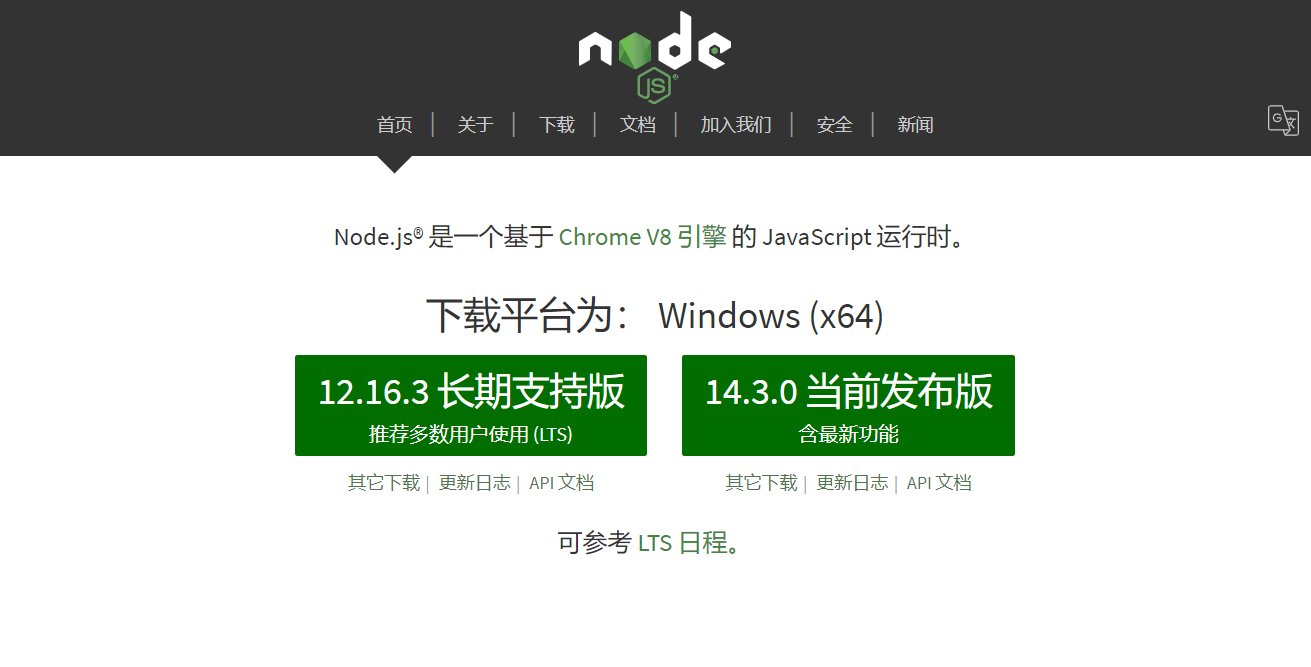 node
JS®
首页 | 关于 | 下载 | 文档 | 加入我们 | 安全 | 新闻
G 文
Node.js® 是一个基于 Chrome V8 引擎 的 JavaScript 运行时。
下载平台为： Windows (x64)
12.16.3 长期支持版
推荐多数用户使用 (LTS)
14.3.0 当前发布版
含最新功能
其它下载 | 更新日志 | API 文档
其它下载 | 更新日志 | API 文档
可参考 LTS 日程。